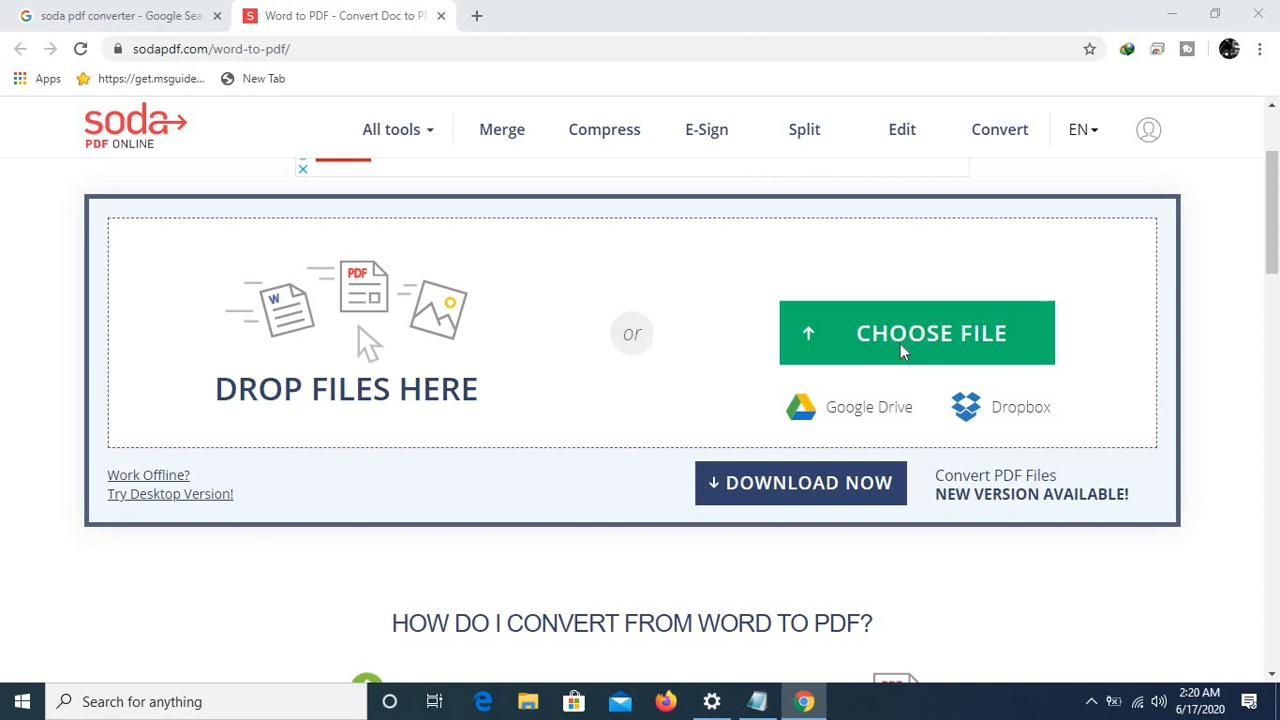 soda pdf converter - Google Sea
Word to PDF - Convert Doc to PD
sodapdf.com/word-to-pdf/
Apps
https://get.msguide...
New Tab
soda
PDF ONLINE
All tools
Merge
Compress
E-Sign
Split
Edit
Convert
EN
W
PDF
DROP FILES HERE
or
CHOOSE FILE
Google Drive
Dropbox
Work Offline?
Try Desktop Version!
DOWNLOAD NOW
Convert PDF Files
NEW VERSION AVAILABLE!
HOW DO I CONVERT FROM WORD TO PDF?
Search for anything
2:20 AM
6/17/2020